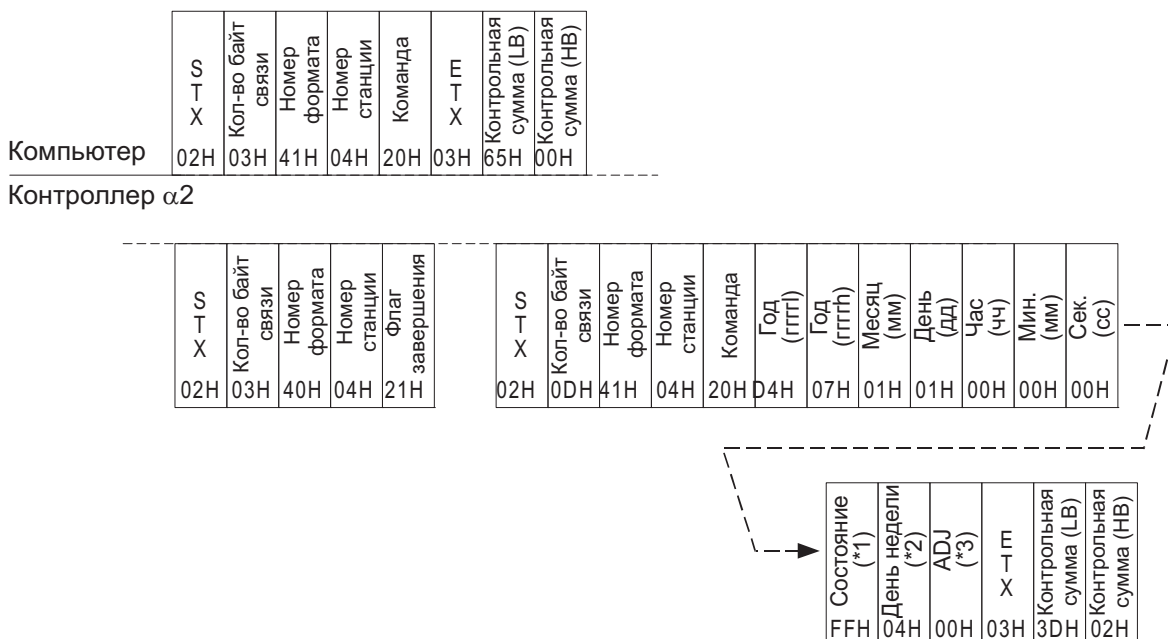 STX
Кол-во байт связи
Номер формата
Номер станции
Команда
ETX
Контрольная сумма (LB)
Контрольная сумма (HB)
Компьютер
02H 03H 41H 04H 20H 03H 65H 00H
Контроллер α2
STX
Кол-во байт связи
Номер формата
Номер станции
Флаг завершения
02H 03H 40H 04H 21H
STX
Кол-во байт связи
Номер формата
Номер станции
Команда
Год (ггггl)
Год (ггггh)
Месяц (мм)
День (дд)
Час (чч)
Мин. (мм)
Сек. (сс)
02H 0DH 41H 04H 20H D4H 07H 01H 01H 00H 00H 00H
Состояние (*1)
День недели (*2)
ADJ (*3)
ETX
Контрольная сумма (LB)
Контрольная сумма (HB)
FFH 04H 00H 03H 3DH 02H